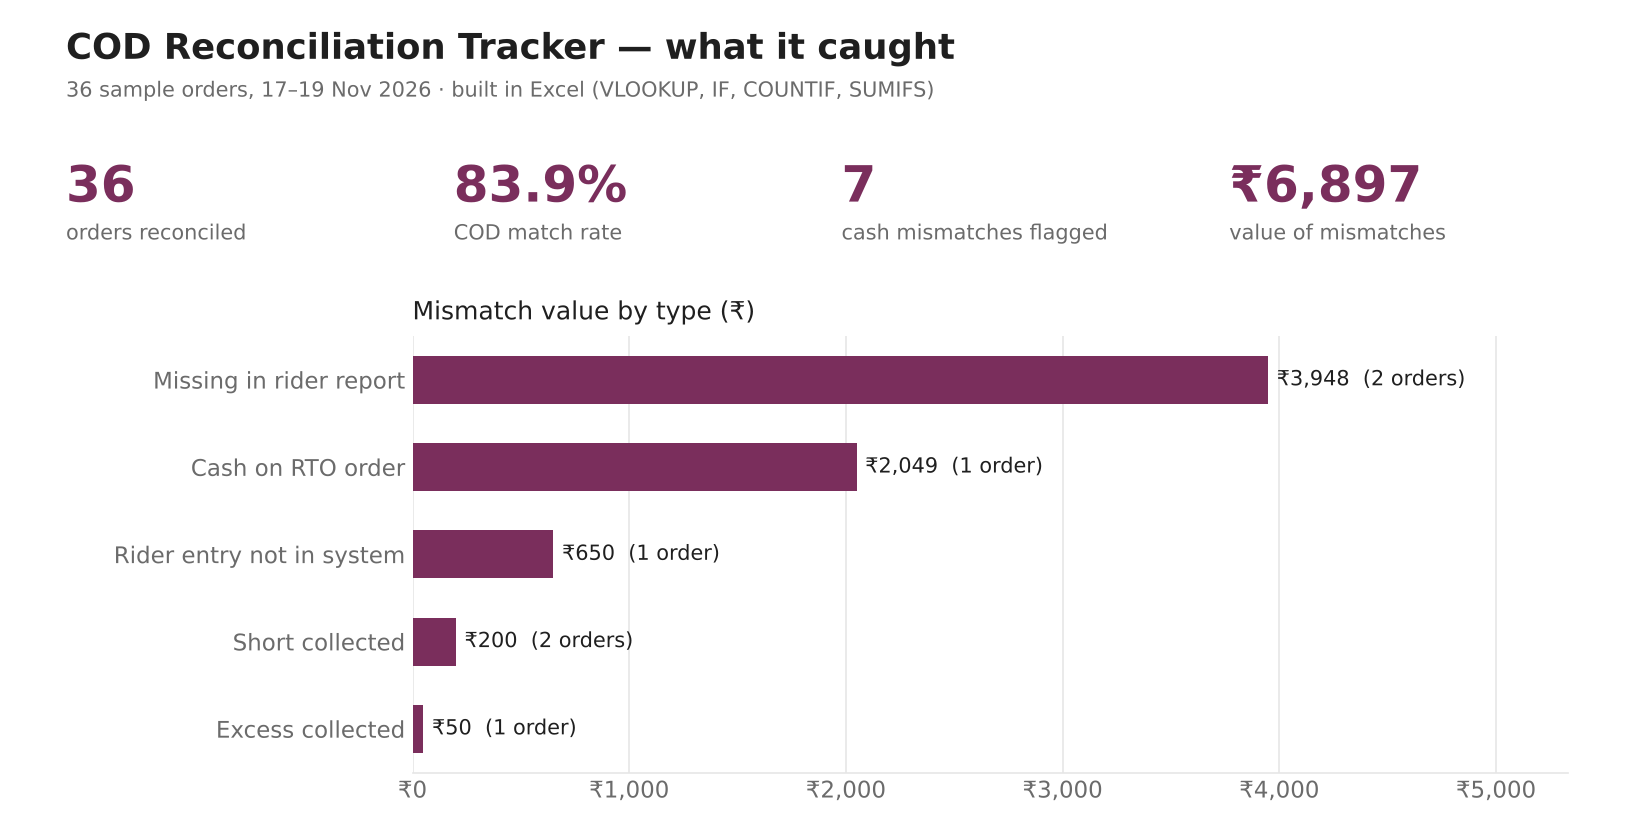 COD Reconciliation Tracker — what it caught
36 sample orders, 17–19 Nov 2026 · built in Excel (VLOOKUP, IF, COUNTIF, SUMIFS)
36
orders reconciled
83.9%
COD match rate
7
cash mismatches flagged
₹6,897
value of mismatches
Mismatch value by type (₹)
Missing in rider report
₹3,948 (2 orders)
Cash on RTO order
₹2,049 (1 order)
Rider entry not in system
₹650 (1 order)
Short collected
₹200 (2 orders)
Excess collected
₹50 (1 order)
₹0 ₹1,000 ₹2,000 ₹3,000 ₹4,000 ₹5,000